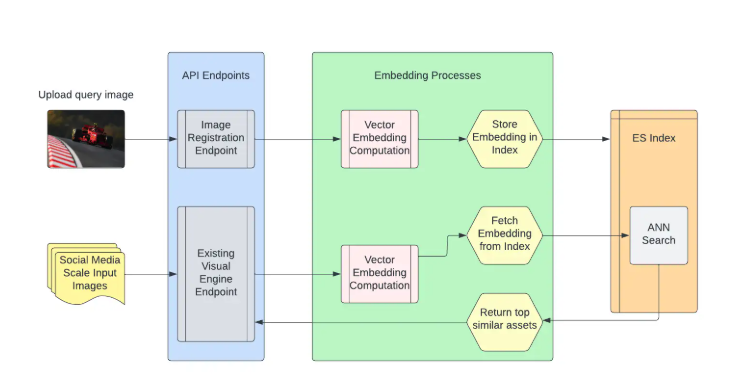 API Endpoints
Embedding Processes
Upload query image
Image
Registration
Endpoint
Vector
Embedding
Computation
Store
Embedding in
Index
ES Index
Social Media
Scale Input
Images
Existing
Visual
Engine
Endpoint
Vector
Embedding
Computation
Fetch
Embedding
from Index
ANN
Search
Return top
similar assets